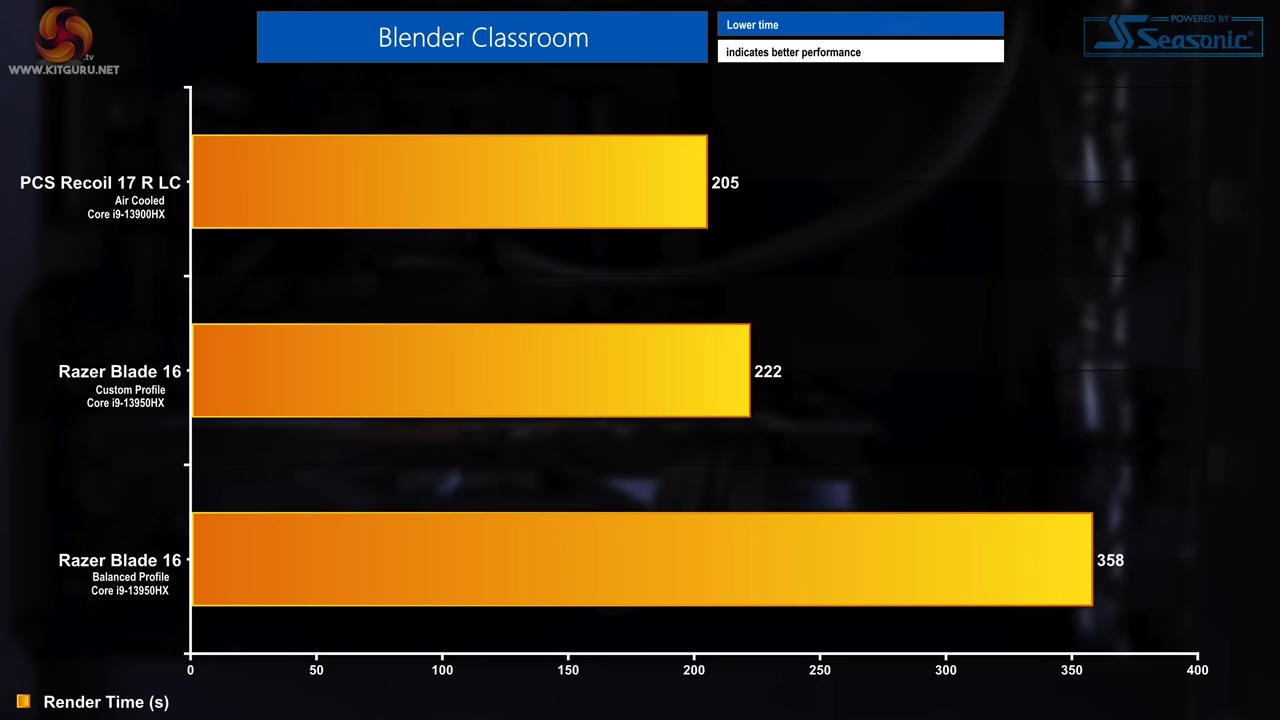 .tv
WWW.KITGURU.NET
Blender Classroom
Lower time
indicates better performance
POWERED BY
Seasonic®
PCS Recoil 17 R LC
Air Cooled
Core i9-13900HX
205
Razer Blade 16
Custom Profile
Core i9-13950HX
222
Razer Blade 16
Balanced Profile
Core i9-13950HX
358
0 50 100 150 200 250 300 350 400
Render Time (s)